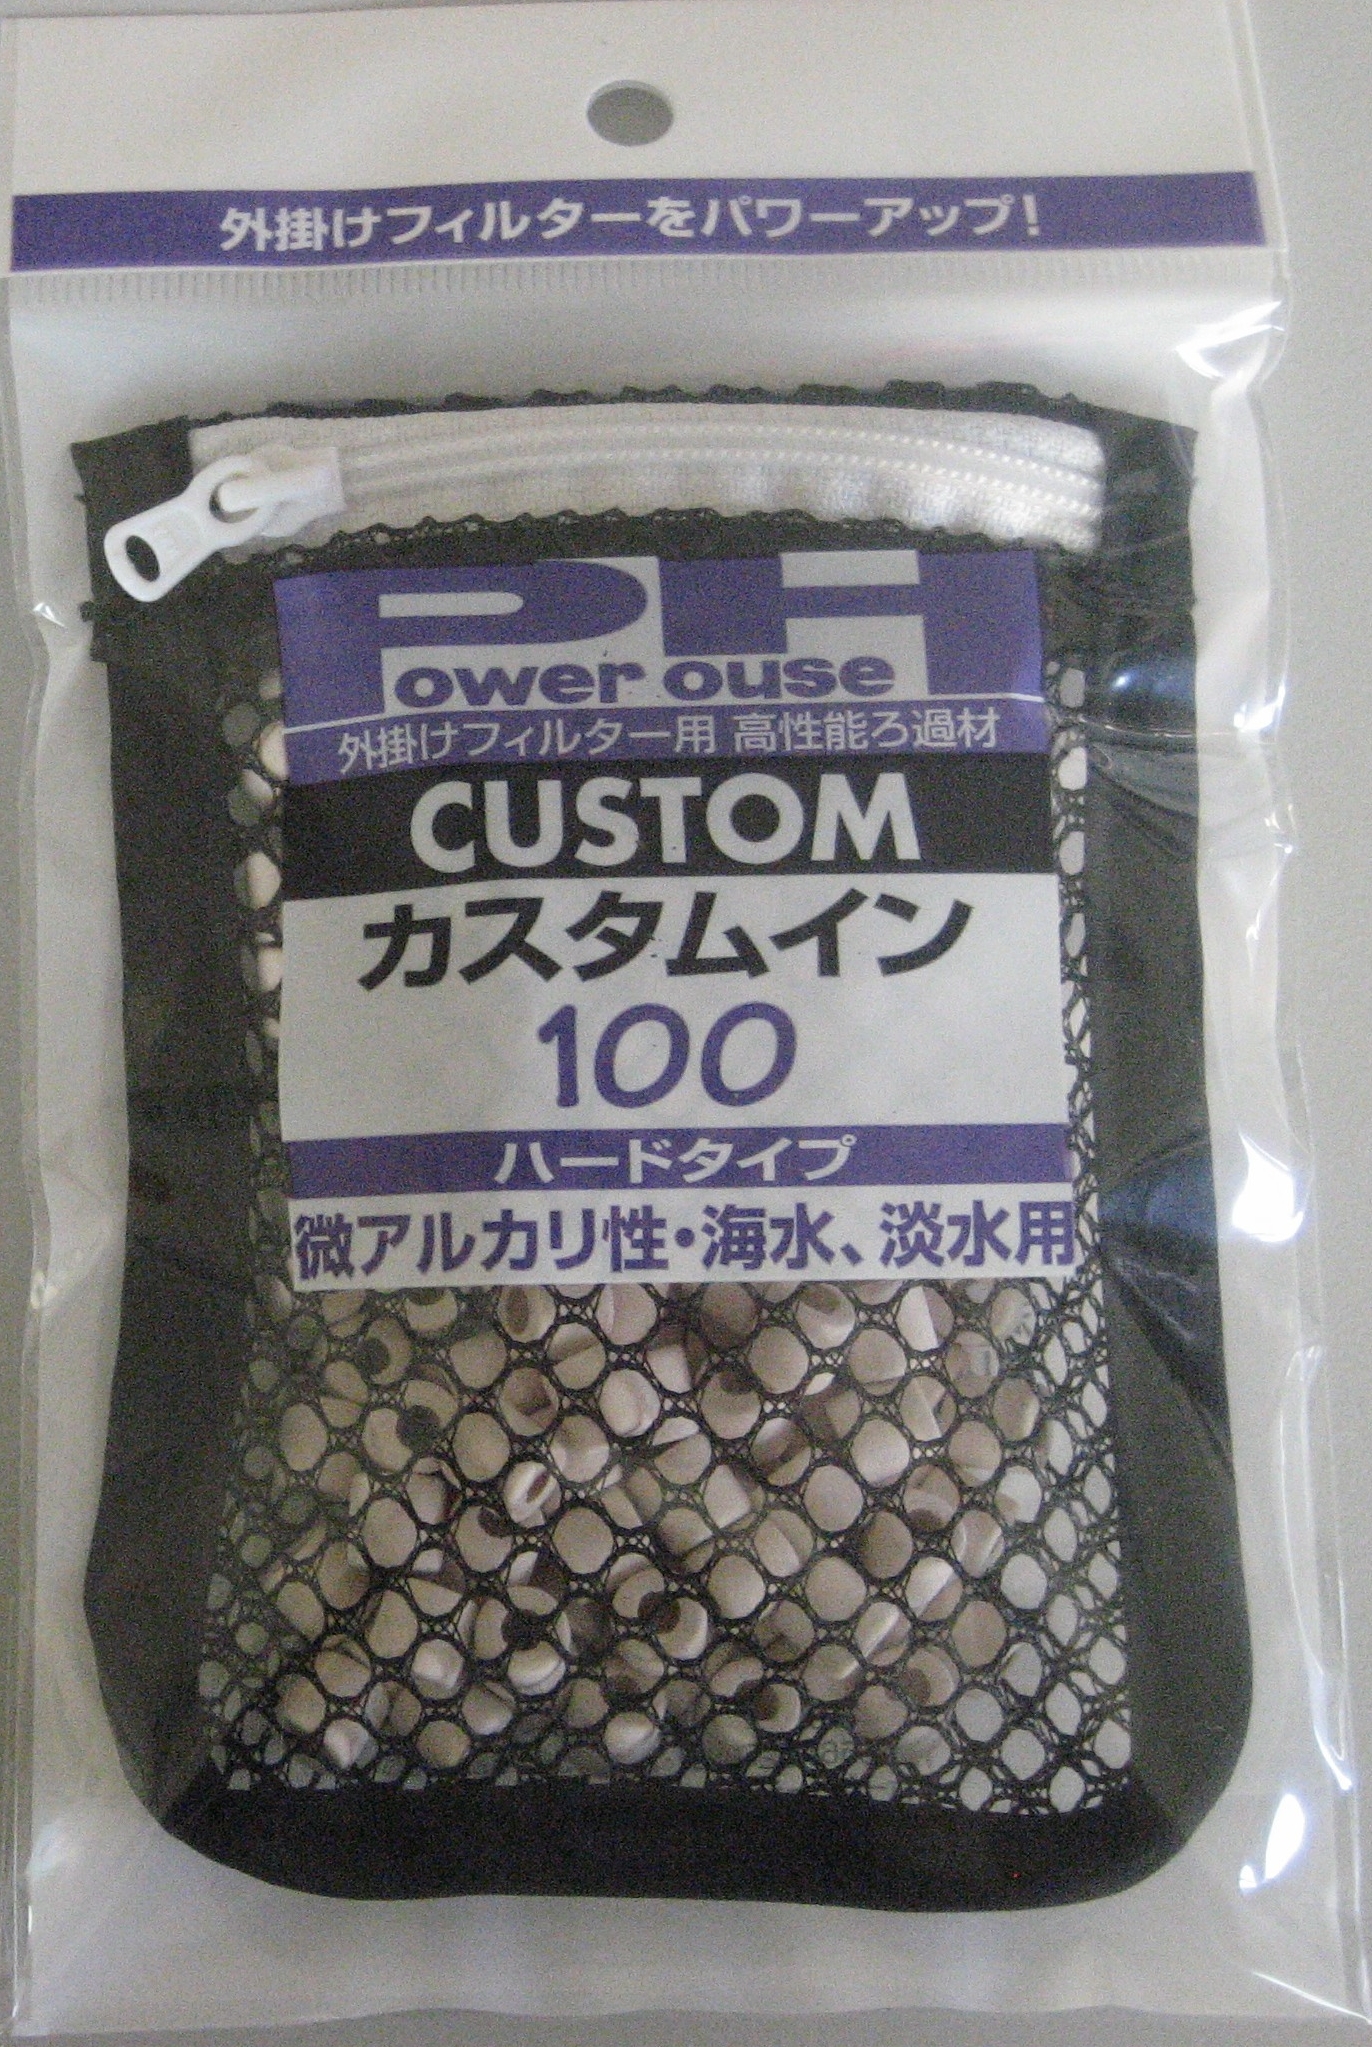 外掛けフィルターをパワーアップ!
Power House
外掛けフィルター用 高性能ろ過材
CUSTOM
カスタムイン
100
ハードタイプ
微アルカリ性・海水、淡水用